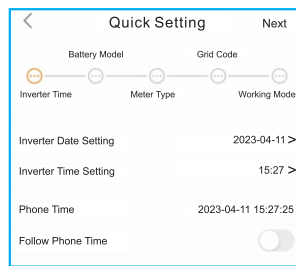 Quick Setting Next
Battery Model Grid Code
Inverter Time Meter Type Working Mode
Inverter Date Setting 2023-04-11 >
Inverter Time Setting 15:27 >
Phone Time 2023-04-11 15:27:25
Follow Phone Time